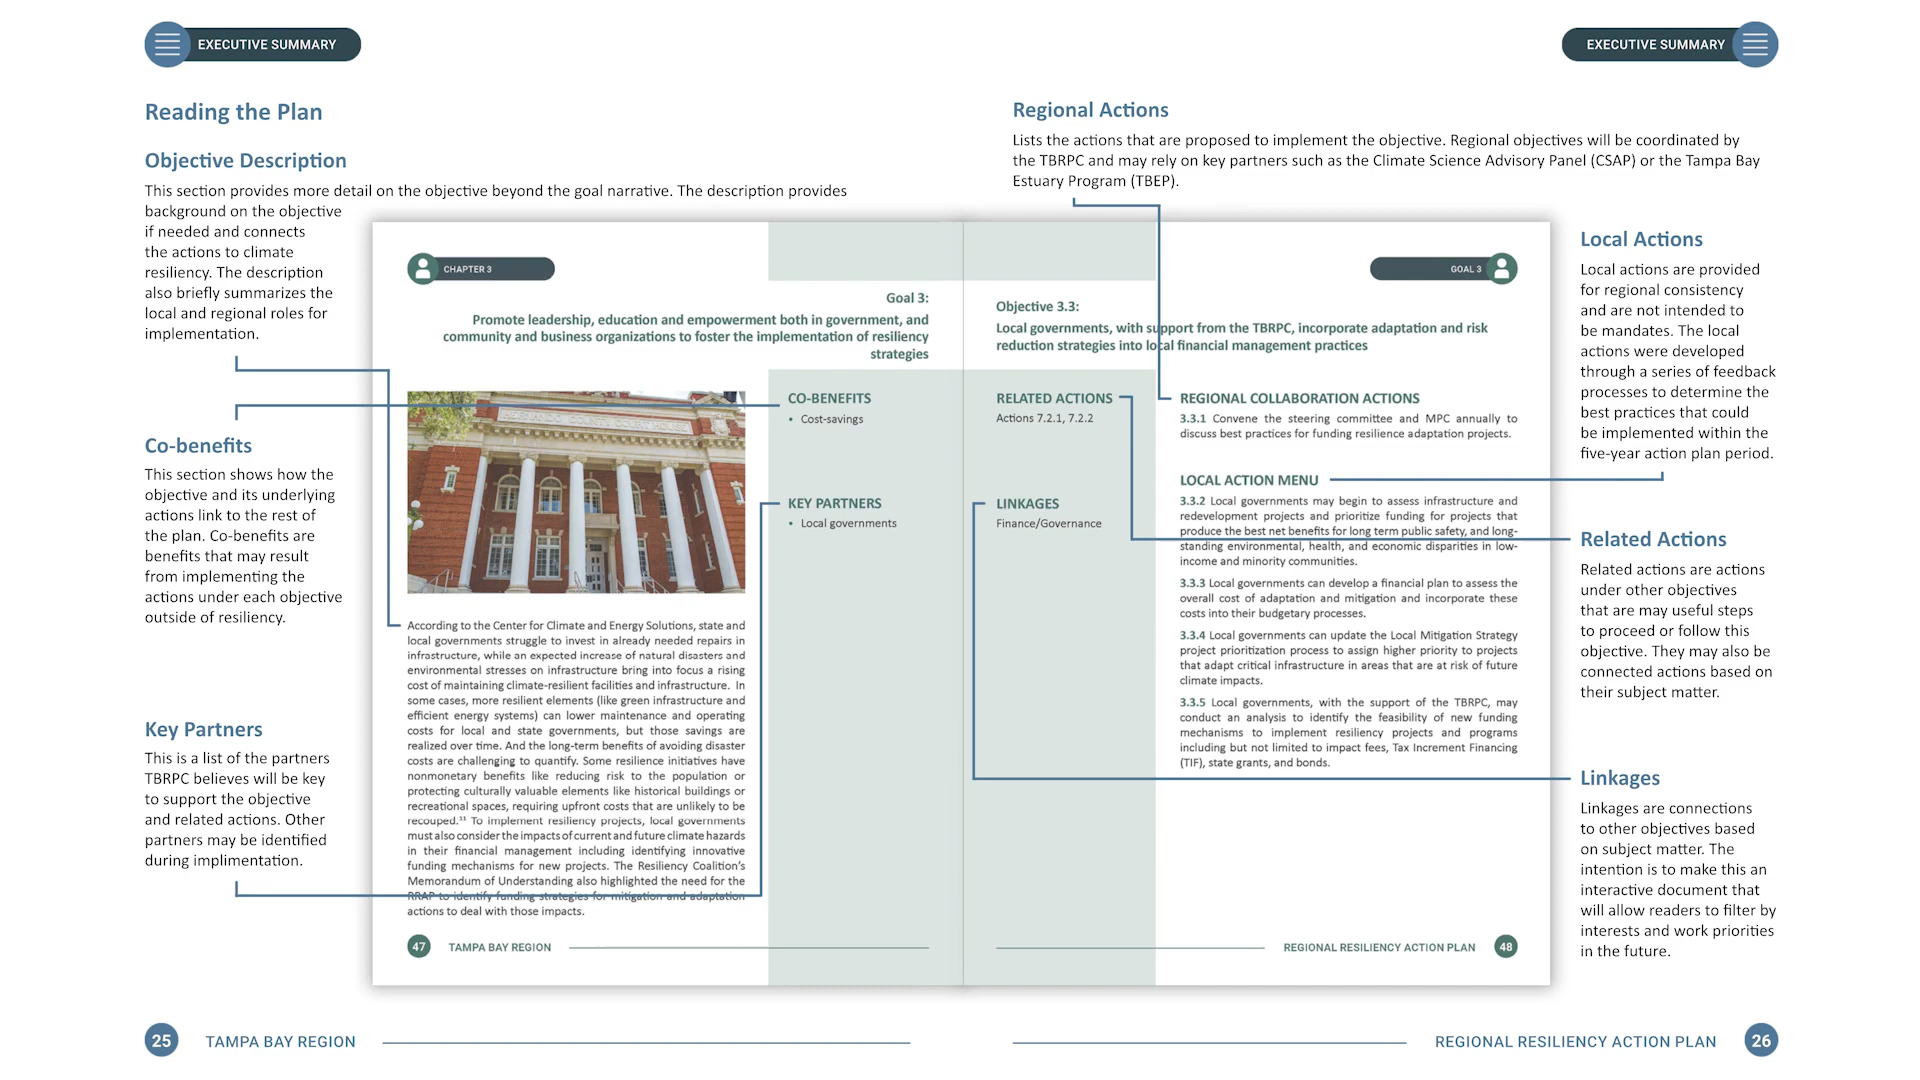 EXECUTIVE SUMMARY
EXECUTIVE SUMMARY
Reading the Plan
Objective Description
This section provides more detail on the objective beyond the goal narrative. The description provides
background on the objective
if needed and connects
the actions to climate
resiliency. The description
also briefly summarizes the
local and regional roles for
implementation.
Co-benefits
This section shows how the
objective and its underlying
actions link to the rest of
the plan. Co-benefits are
benefits that may result
from implementing the
actions under each objective
outside of resiliency.
Key Partners
This is a list of the partners
TBRPC believes will be key
to support the objective
and related actions. Other
partners may be identified
during implimentation.
CHAPTER 3
Goal 3:
Promote leadership, education and empowerment both in government, and
community and business organizations to foster the implementation of resiliency
strategies
CO-BENEFITS
• Cost-savings
KEY PARTNERS
• Local governments
According to the Center for Climate and Energy Solutions, state and
local governments struggle to invest in already needed repairs in
infrastructure, while an expected increase of natural disasters and
environmental stresses on infrastructure bring into focus a rising
cost of maintaining climate-resilient facilities and infrastructure. In
some cases, more resilient elements (like green infrastructure and
efficient energy systems) can lower maintenance and operating
costs for local and state governments, but those savings are
realized over time. And the long-term benefits of avoiding disaster
costs are challenging to quantify. Some resilience initiatives have
nonmonetary benefits like reducing risk to the population or
protecting culturally valuable elements like historical buildings or
recreational spaces, requiring upfront costs that are unlikely to be
recouped.¹¹ To implement resiliency projects, local governments
must also consider the impacts of current and future climate hazards
in their financial management including identifying innovative
funding mechanisms for new projects. The Resiliency Coalition's
Memorandum of Understanding also highlighted the need for the
RRAP to identify funding strategies for mitigation and adaptation
actions to deal with those impacts.
47 TAMPA BAY REGION
Regional Actions
Lists the actions that are proposed to implement the objective. Regional objectives will be coordinated by
the TBRPC and may rely on key partners such as the Climate Science Advisory Panel (CSAP) or the Tampa Bay
Estuary Program (TBEP).
GOAL 3
Objective 3.3:
Local governments, with support from the TBRPC, incorporate adaptation and risk
reduction strategies into local financial management practices
RELATED ACTIONS
Actions 7.2.1, 7.2.2
LINKAGES
Finance/Governance
REGIONAL COLLABORATION ACTIONS
3.3.1 Convene the steering committee and MPC annually to
discuss best practices for funding resilience adaptation projects.
LOCAL ACTION MENU
3.3.2 Local governments may begin to assess infrastructure and
redevelopment projects and prioritize funding for projects that
produce the best net benefits for long term public safety, and long-
standing environmental, health, and economic disparities in low-
income and minority communities.
3.3.3 Local governments can develop a financial plan to assess the
overall cost of adaptation and mitigation and incorporate these
costs into their budgetary processes.
3.3.4 Local governments can update the Local Mitigation Strategy
project prioritization process to assign higher priority to projects
that adapt critical infrastructure in areas that are at risk of future
climate impacts.
3.3.5 Local governments, with the support of the TBRPC, may
conduct an analysis to identify the feasibility of new funding
mechanisms to implement resiliency projects and programs
including but not limited to impact fees, Tax Increment Financing
(TIF), state grants, and bonds.
REGIONAL RESILIENCY ACTION PLAN 48
Local Actions
Local actions are provided
for regional consistency
and are not intended to
be mandates. The local
actions were developed
through a series of feedback
processes to determine the
best practices that could
be implemented within the
five-year action plan period.
Related Actions
Related actions are actions
under other objectives
that are may useful steps
to proceed or follow this
objective. They may also be
connected actions based on
their subject matter.
Linkages
Linkages are connections
to other objectives based
on subject matter. The
intention is to make this an
interactive document that
will allow readers to filter by
interests and work priorities
in the future.
25 TAMPA BAY REGION
REGIONAL RESILIENCY ACTION PLAN 26